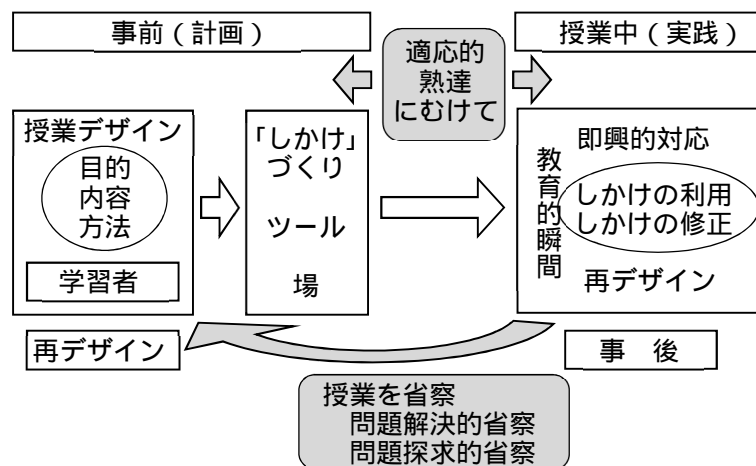 事前（計画）
適応的
熟達
にむけて
授業中（実践）
授業デザイン
目的
内容
方法
学習者
「しかけ」
づくり
ツール
場
教育的瞬間
即興的対応
しかけの利用
しかけの修正
再デザイン
再デザイン
事　後
授業を省察
問題解決的省察
問題探求的省察